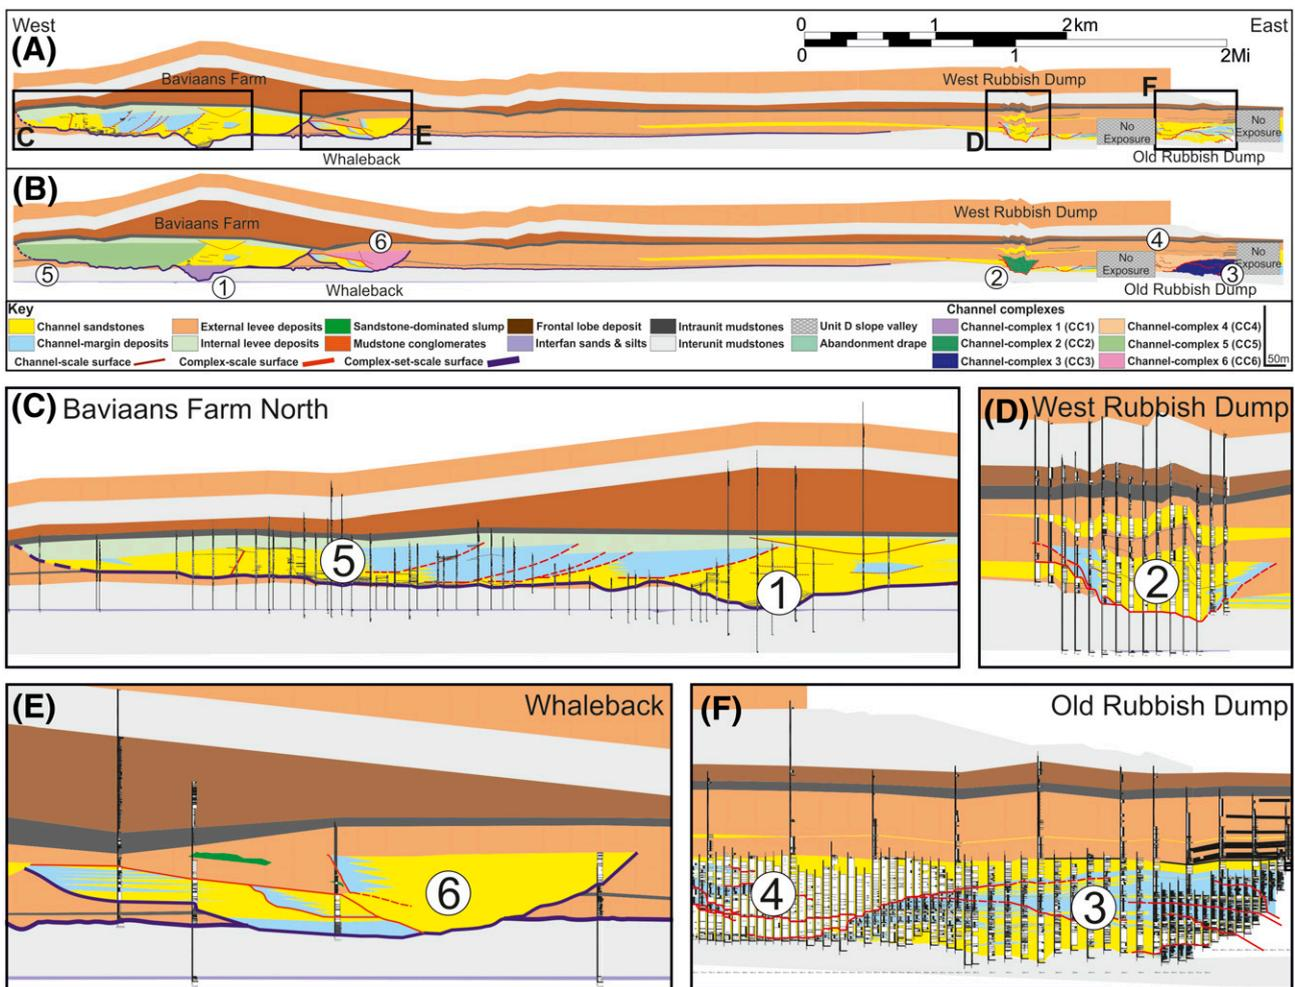 West
East
(A)
0 1 2km
0 1 2Mi
Baviaans Farm
West Rubbish Dump
F
C
E
D
No Exposure
No Exposure
Whaleback
Old Rubbish Dump
(B)
Baviaans Farm
West Rubbish Dump
6
4
5
1
2
3
No Exposure
No Exposure
Whaleback
Old Rubbish Dump
Key
Channel complexes
Channel sandstones
External levee deposits
Sandstone-dominated slump
Frontal lobe deposit
Intraunit mudstones
Unit D slope valley
Channel-complex 1 (CC1)
Channel-complex 4 (CC4)
Channel-margin deposits
Internal levee deposits
Mudstone conglomerates
Interfan sands & silts
Interunit mudstones
Abandonment drape
Channel-complex 2 (CC2)
Channel-complex 5 (CC5)
Channel-scale surface
Complex-scale surface
Complex-set-scale surface
Channel-complex 3 (CC3)
Channel-complex 6 (CC6)
50m
(C) Baviaans Farm North
5
1
(D) West Rubbish Dump
2
(E)
Whaleback
6
(F)
Old Rubbish Dump
4
3